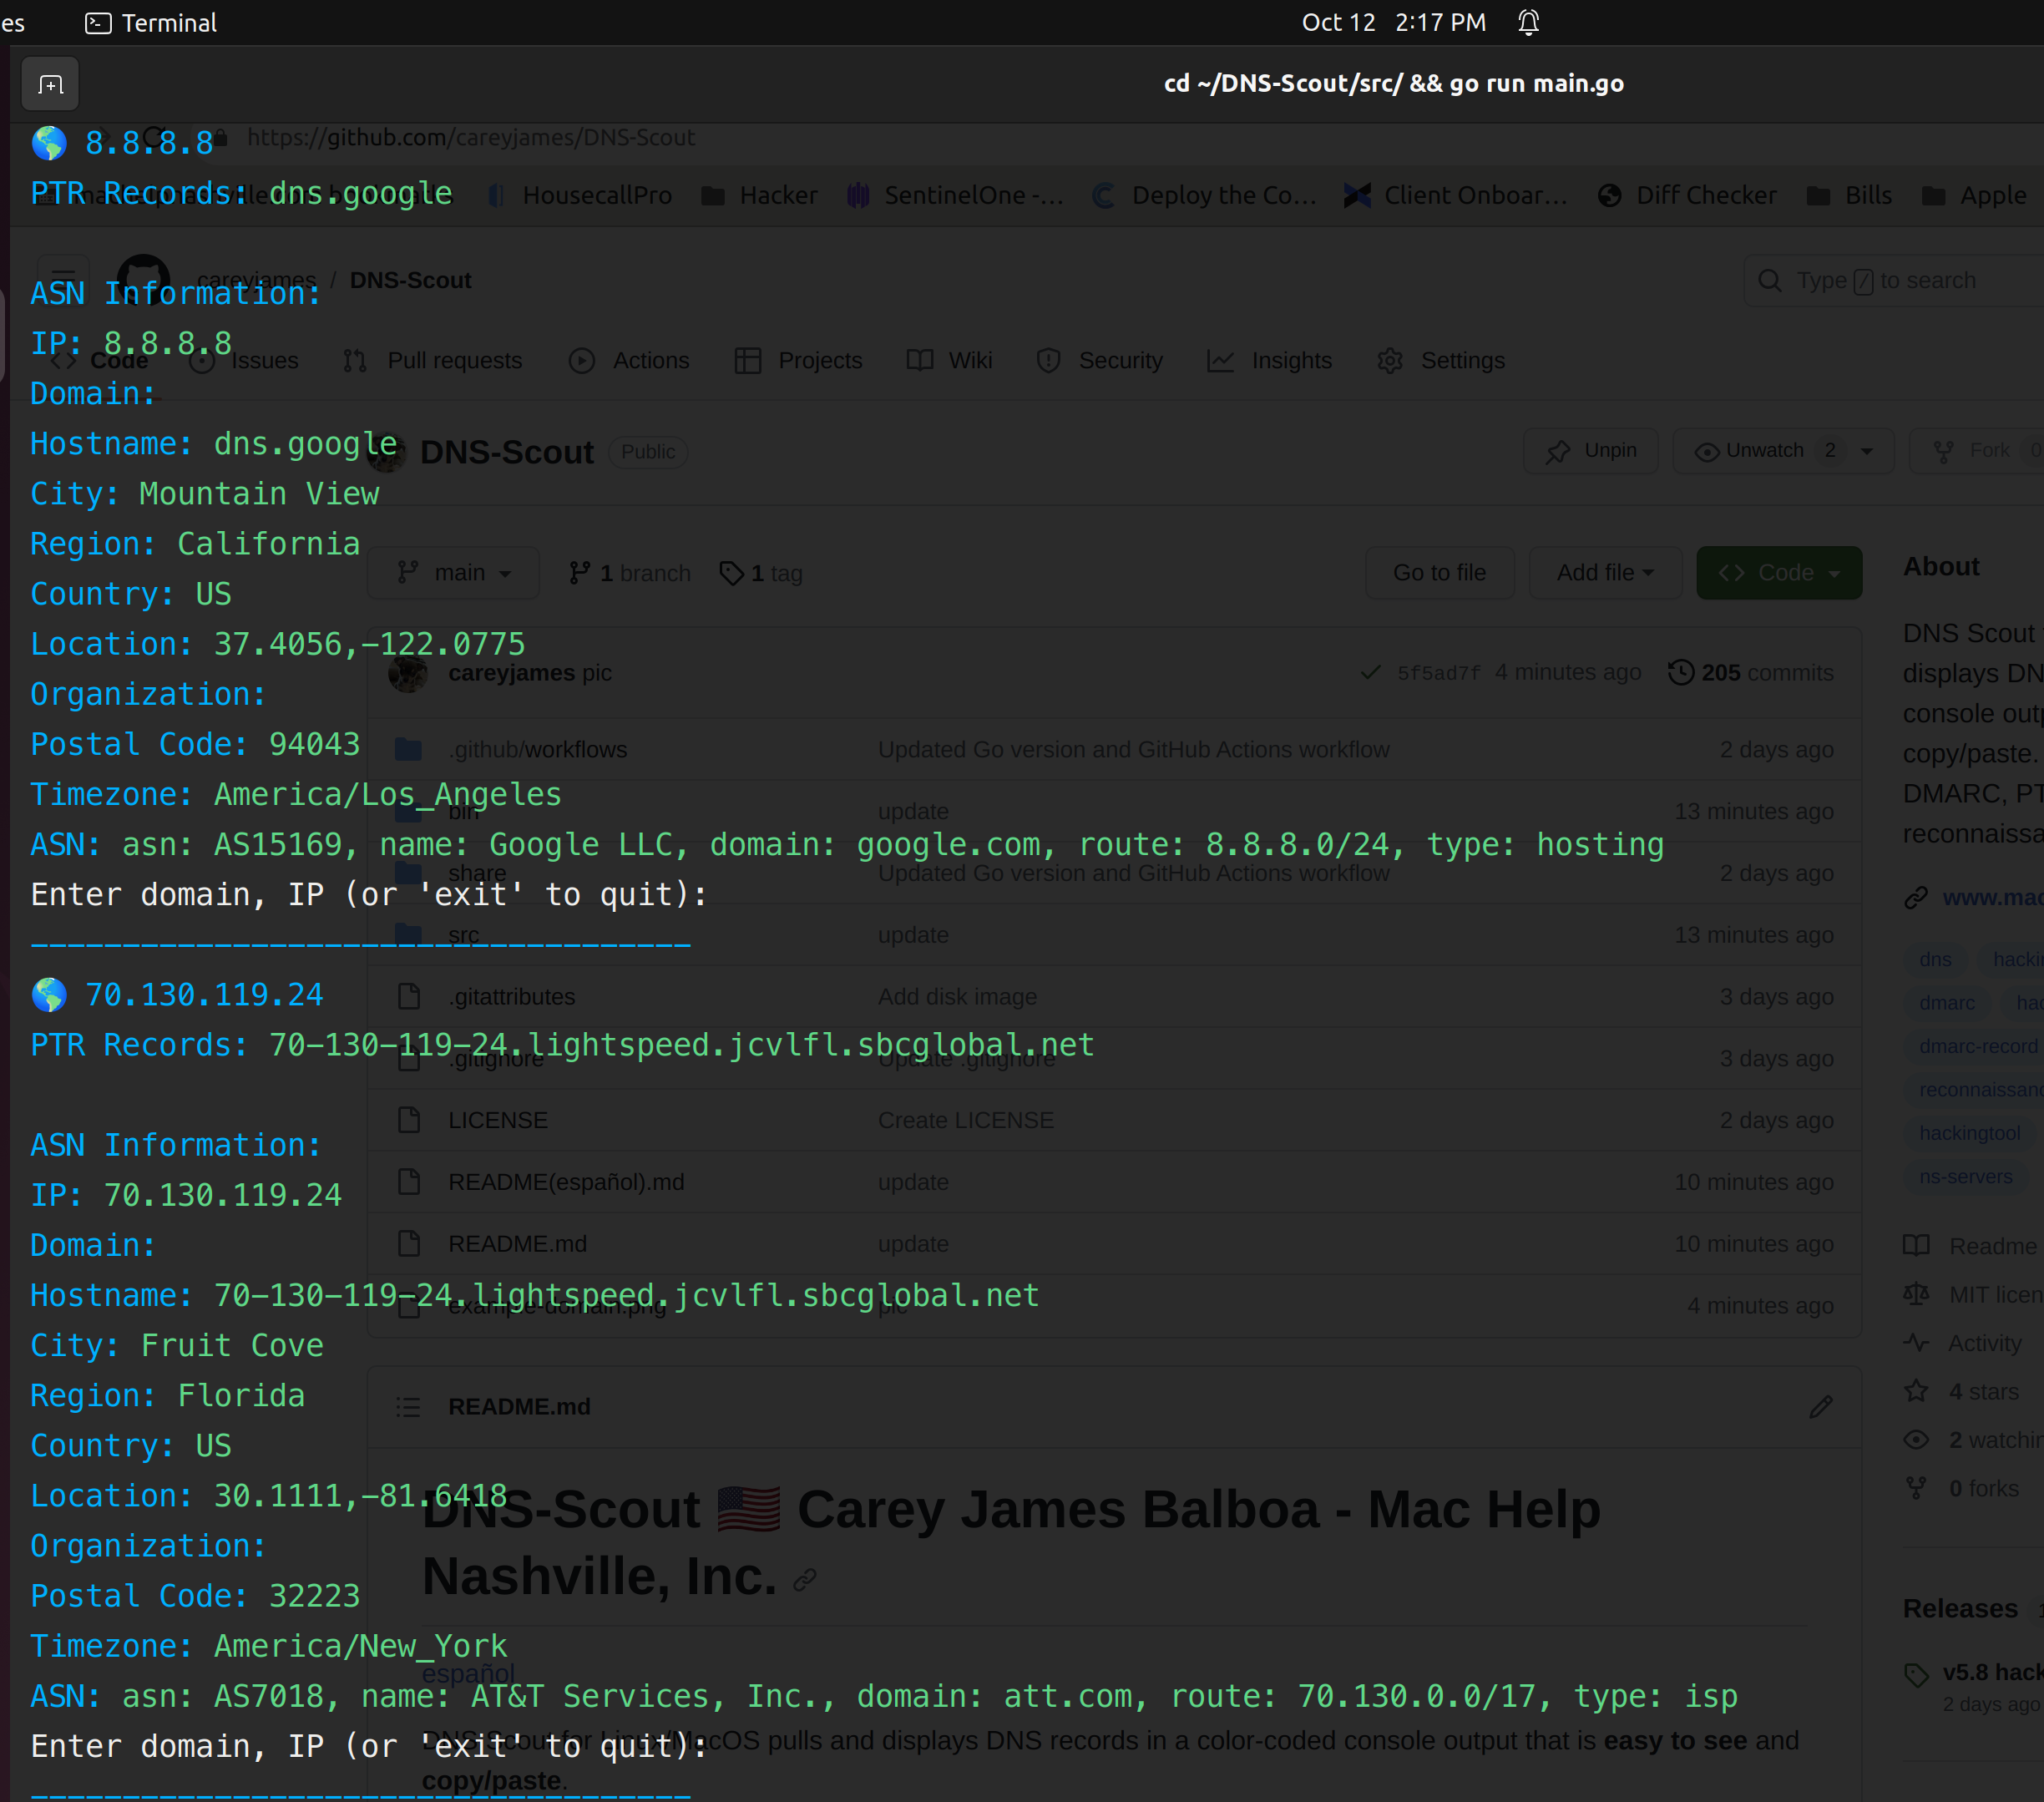 es Terminal Oct 12 2:17 PM
cd ~/DNS-Scout/src/ && go run main.go
🌎 8.8.8.8
https://github.com/careyjames/DNS-Scout
PTR Records: dns.google
HousecallPro Hacker SentinelOne -... Deploy the Co... Client Onboar... Diff Checker Bills Apple
careyjames / DNS-Scout Type / to search
ASN Information:
IP: 8.8.8.8
Code Issues Pull requests Actions Projects Wiki Security Insights Settings
Domain:
Hostname: dns.google
DNS-Scout Public Unpin Unwatch 2 Fork 0
City: Mountain View
Region: California
main 1 branch 1 tag Go to file Add file Code About
Country: US
Location: 37.4056,-122.0775
DNS Scout
careyjames pic 5f5ad7f 4 minutes ago 205 commits
displays DN
Organization:
console out
Postal Code: 94043
.github/workflows Updated Go version and GitHub Actions workflow 2 days ago
copy/paste.
Timezone: America/Los_Angeles
DMARC, PT
bin update 13 minutes ago
reconnaissa
ASN: asn: AS15169, name: Google LLC, domain: google.com, route: 8.8.8.0/24, type: hosting
share Updated Go version and GitHub Actions workflow 2 days ago
Enter domain, IP (or 'exit' to quit):
www.mac
src update 13 minutes ago
------------------------------------
dns hackin
🌎 70.130.119.24
.gitattributes Add disk image 3 days ago
dmarc hac
PTR Records: 70-130-119-24.lightspeed.jcvlfl.sbcglobal.net
dmarc-record
.gitignore Update .gitignore 3 days ago
reconnaissanc
LICENSE Create LICENSE 2 days ago
hackingtool
ASN Information:
ns-servers
README(español).md update 10 minutes ago
IP: 70.130.119.24
Domain:
README.md update 10 minutes ago
Readme
Hostname: 70-130-119-24.lightspeed.jcvlfl.sbcglobal.net
MIT licen
example-domain.png pic 4 minutes ago
City: Fruit Cove
Activity
Region: Florida
4 stars
README.md
Country: US
2 watchin
Location: 30.1111,-81.6418
0 forks
DNS-Scout 🇺🇸 Carey James Balboa - Mac Help
Organization:
Nashville, Inc.
Postal Code: 32223
Releases 1
Timezone: America/New_York
español
v5.8 hack
ASN: asn: AS7018, name: AT&T Services, Inc., domain: att.com, route: 70.130.0.0/17, type: isp
2 days ago
Enter domain, IP (or 'exit' to quit):
DNS-Scout for Linux/MacOS pulls and displays DNS records in a color-coded console output that is easy to see and
copy/paste.
------------------------------------